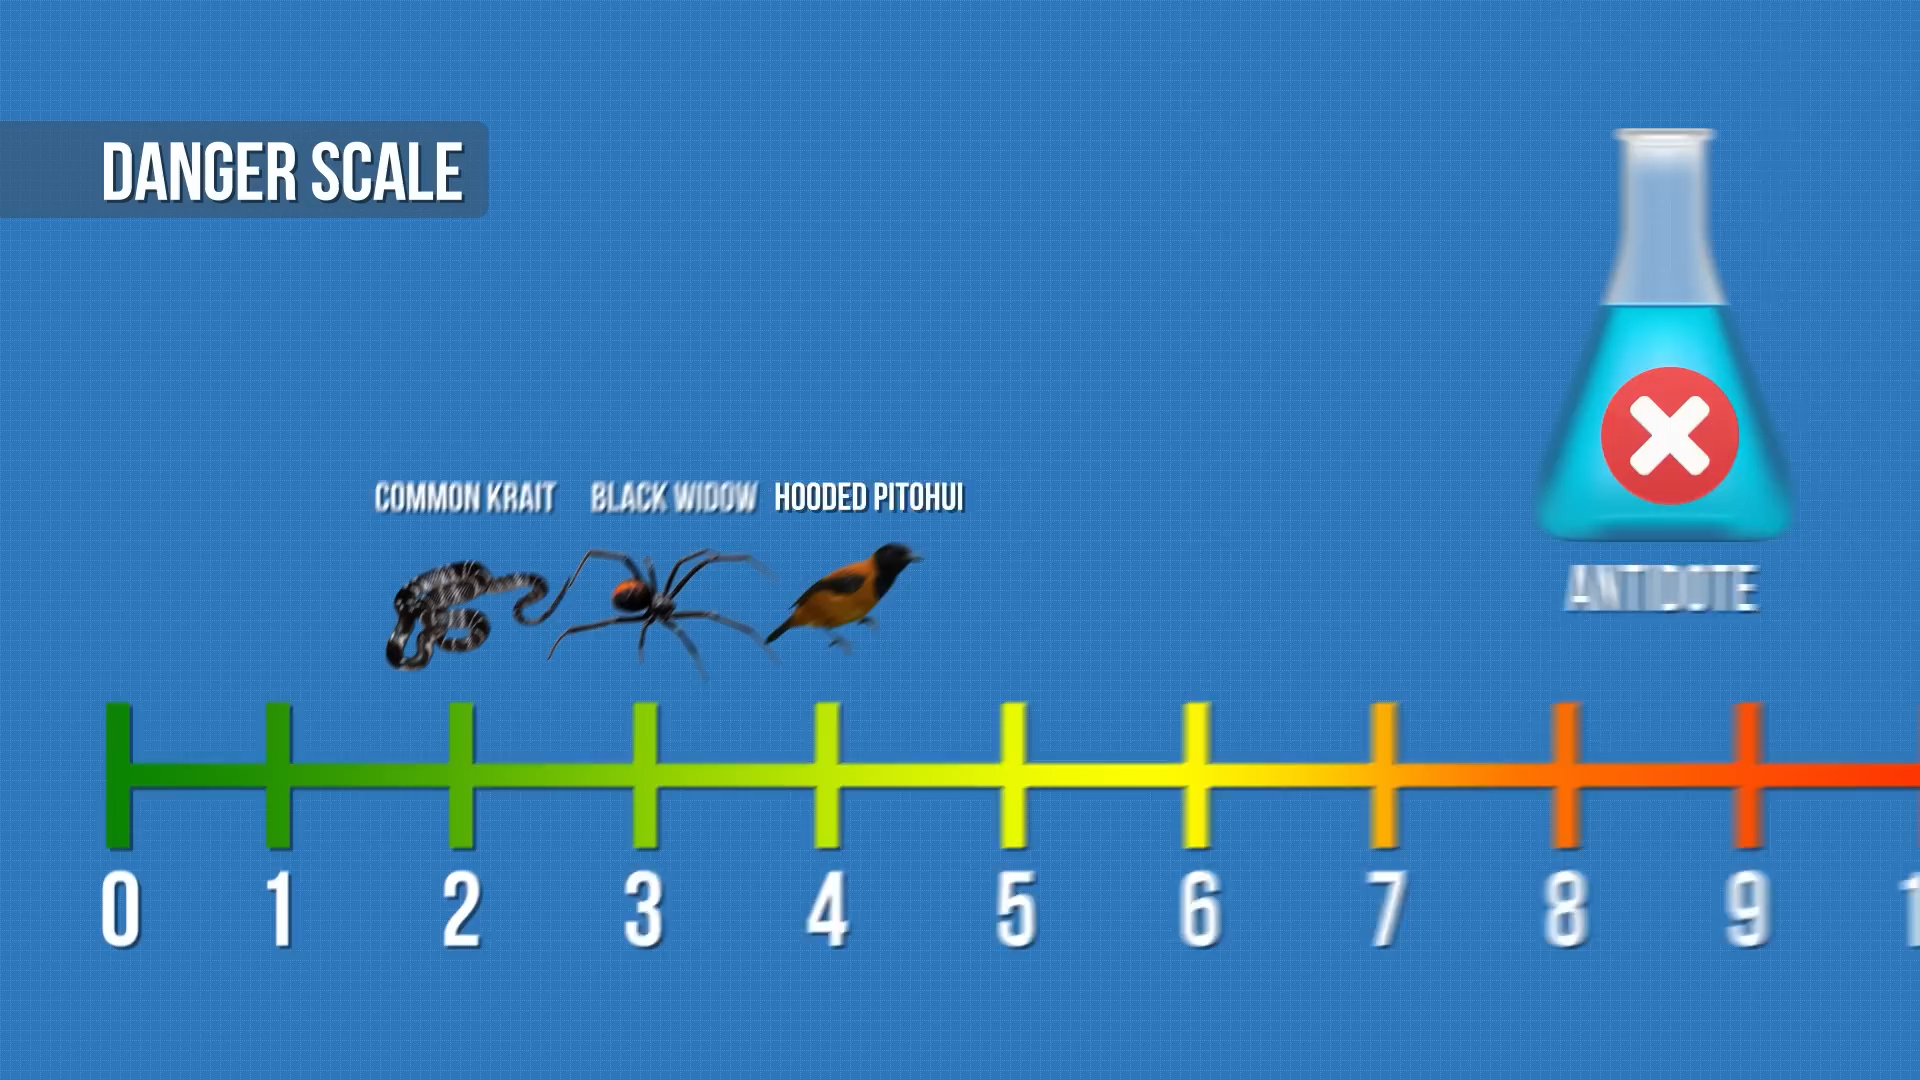 DANGER SCALE
COMMON KRAIT
BLACK WIDOW
HOODED PITOHUI
ANTIDOTE
0 1 2 3 4 5 6 7 8 9